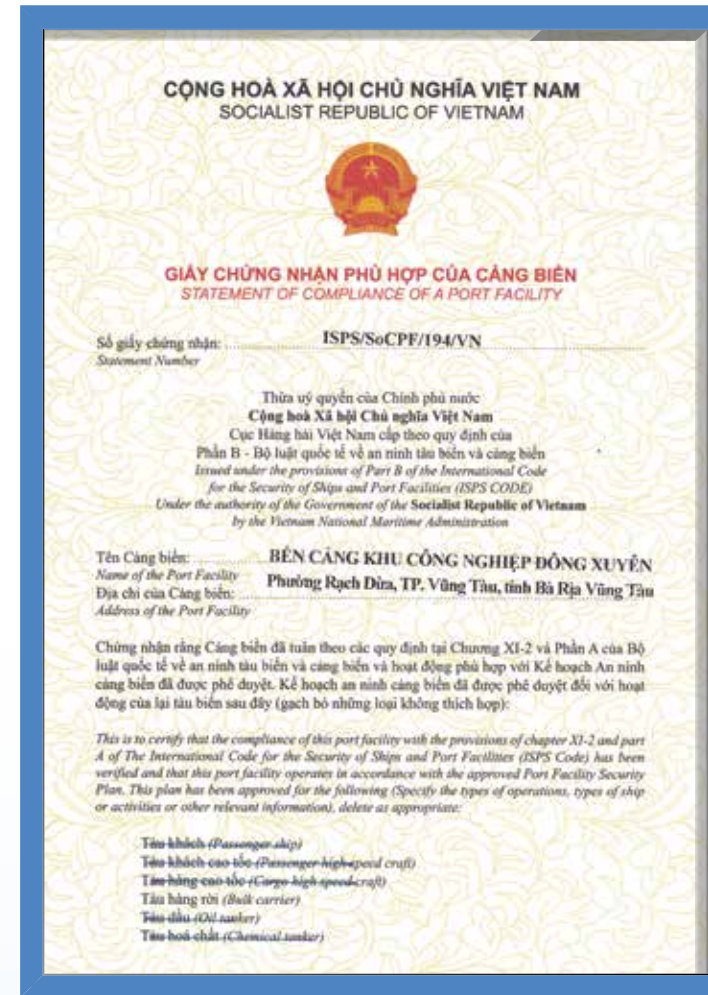 CỘNG HOÀ XÃ HỘI CHỦ NGHĨA VIỆT NAM
SOCIALIST REPUBLIC OF VIETNAM
GIẤY CHỨNG NHẬN PHÙ HỢP CỦA CẢNG BIỂN
STATEMENT OF COMPLIANCE OF A PORT FACILITY
Số giấy chứng nhận: ISPS/SoCPF/194/VN
Statement Number
Thừa uỷ quyền của Chính phủ nước
Cộng hoà Xã hội Chủ nghĩa Việt Nam
Cục Hàng hải Việt Nam cấp theo quy định của
Phần B - Bộ luật quốc tế về an ninh tàu biển và cảng biển
Issued under the provisions of Part B of the International Code
for the Security of Ships and Port Facilities (ISPS CODE)
Under the authority of the Government of the Socialist Republic of Vietnam
by the Vietnam National Maritime Administration
Tên Cảng biển: BẾN CẢNG KHU CÔNG NGHIỆP ĐÔNG XUYÊN
Name of the Port Facility
Địa chỉ của Cảng biển: Phường Rạch Dừa, TP. Vũng Tàu, tỉnh Bà Rịa Vũng Tàu
Address of the Port Facility
Chứng nhận rằng Cảng biển đã tuân theo các quy định tại Chương XI-2 và Phần A của Bộ
luật quốc tế về an ninh tàu biển và cảng biển và hoạt động phù hợp với Kế hoạch An ninh
cảng biển đã được phê duyệt. Kế hoạch an ninh cảng biển đã được phê duyệt đối với hoạt
động của lại tàu biển sau đây (gạch bỏ những loại không thích hợp):
This is to certify that the compliance of this port facility with the provisions of chapter XI-2 and part
A of The International Code for the Security of Ships and Port Facilities (ISPS Code) has been
verified and that this port facility operates in accordance with the approved Port Facility Security
Plan. This plan has been approved for the following (Specify the types of operations, types of ship
or activities or other relevant information), delete as appropriate:
Tàu khách (Passenger ship)
Tàu khách cao tốc (Passenger high speed craft)
Tàu hàng cao tốc (Cargo high speed craft)
Tàu hàng rời (Bulk carrier)
Tàu dầu (Oil tanker)
Tàu hoá chất (Chemical tanker)